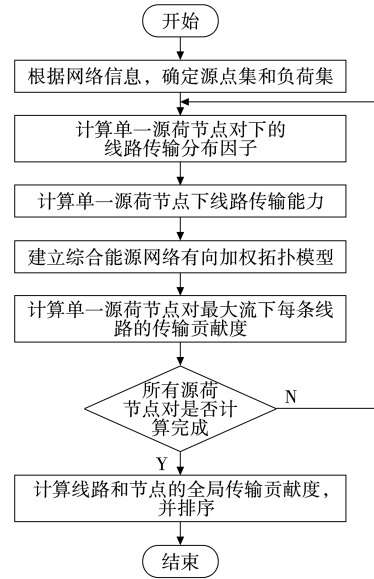 开始
根据网络信息，确定源点集和负荷集
计算单一源荷节点对下的
线路传输分布因子
计算单一源荷节点下线路传输能力
建立综合能源网络有向加权拓扑模型
计算单一源荷节点对最大流下每条线
路的传输贡献度
所有源荷
节点对是否计
算完成
N
Y
计算线路和节点的全局传输贡献度，
并排序
结束